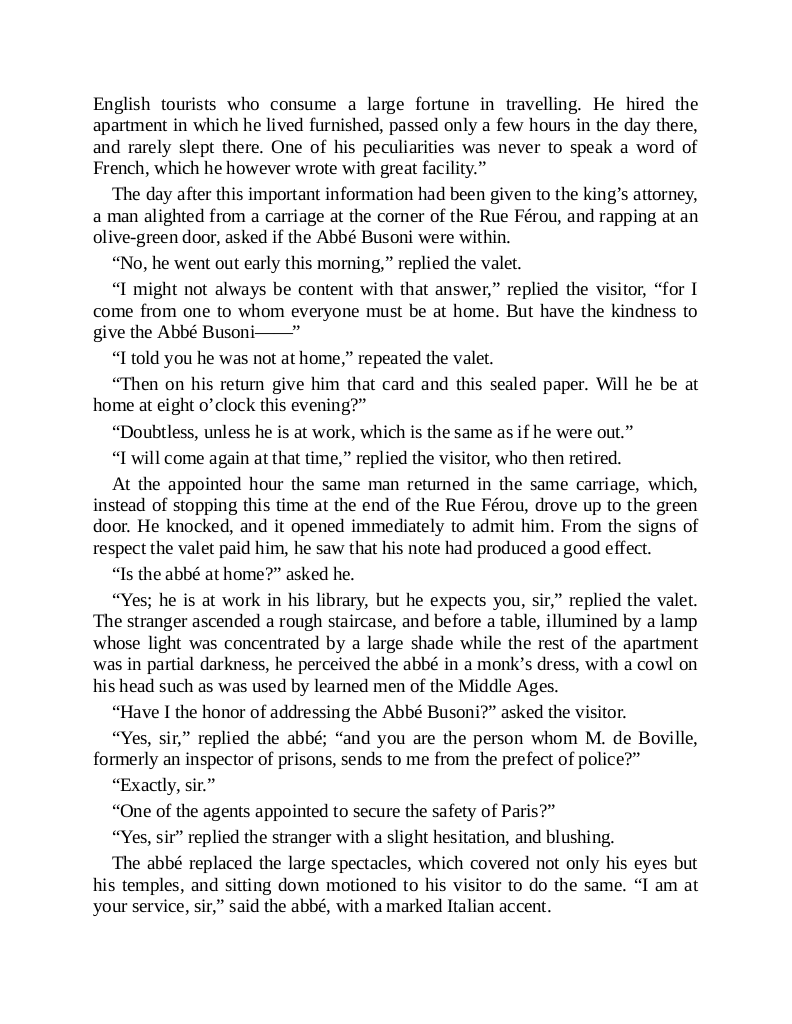 English tourists who consume a large fortune in travelling. He hired the
apartment in which he lived furnished, passed only a few hours in the day there,
and rarely slept there. One of his peculiarities was never to speak a word of
French, which he however wrote with great facility.”
The day after this important information had been given to the king’s attorney,
a man alighted from a carriage at the corner of the Rue Férou, and rapping at an
olive-green door, asked if the Abbé Busoni were within.
“No, he went out early this morning,” replied the valet.
“I might not always be content with that answer,” replied the visitor, “for I
come from one to whom everyone must be at home. But have the kindness to
give the Abbé Busoni——”
“I told you he was not at home,” repeated the valet.
“Then on his return give him that card and this sealed paper. Will he be at
home at eight o’clock this evening?”
“Doubtless, unless he is at work, which is the same as if he were out.”
“I will come again at that time,” replied the visitor, who then retired.
At the appointed hour the same man returned in the same carriage, which,
instead of stopping this time at the end of the Rue Férou, drove up to the green
door. He knocked, and it opened immediately to admit him. From the signs of
respect the valet paid him, he saw that his note had produced a good effect.
“Is the abbé at home?” asked he.
“Yes; he is at work in his library, but he expects you, sir,” replied the valet.
The stranger ascended a rough staircase, and before a table, illumined by a lamp
whose light was concentrated by a large shade while the rest of the apartment
was in partial darkness, he perceived the abbé in a monk’s dress, with a cowl on
his head such as was used by learned men of the Middle Ages.
“Have I the honor of addressing the Abbé Busoni?” asked the visitor.
“Yes, sir,” replied the abbé; “and you are the person whom M. de Boville,
formerly an inspector of prisons, sends to me from the prefect of police?”
“Exactly, sir.”
“One of the agents appointed to secure the safety of Paris?”
“Yes, sir” replied the stranger with a slight hesitation, and blushing.
The abbé replaced the large spectacles, which covered not only his eyes but
his temples, and sitting down motioned to his visitor to do the same. “I am at
your service, sir,” said the abbé, with a marked Italian accent.